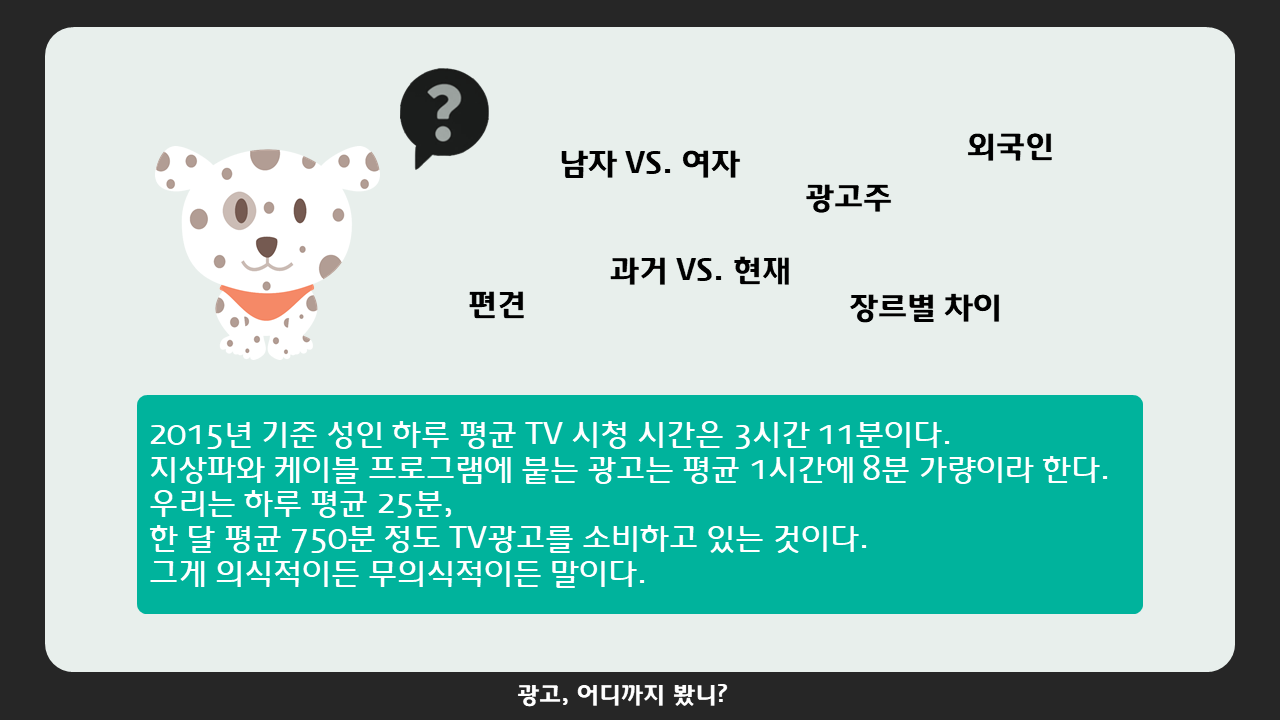 ?
남자 VS. 여자
외국인
광고주
과거 VS. 현재
편견
장르별 차이
2015년 기준 성인 하루 평균 TV 시청 시간은 3시간 11분이다.
지상파와 케이블 프로그램에 붙는 광고는 평균 1시간에 8분 가량이라 한다.
우리는 하루 평균 25분,
한 달 평균 750분 정도 TV광고를 소비하고 있는 것이다.
그게 의식적이든 무의식적이든 말이다.
광고, 어디까지 봤니?